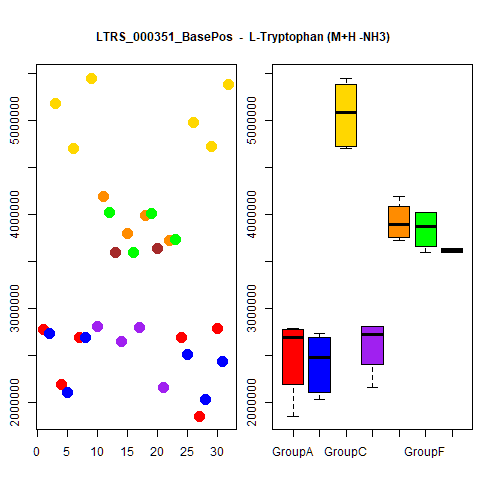 LTRS_000351_BasePos - L-Tryptophan (M+H -NH3)
5000000
4000000
3000000
2000000
0 5 10 15 20 25 30
5000000
4000000
3000000
2000000
GroupA GroupC GroupF